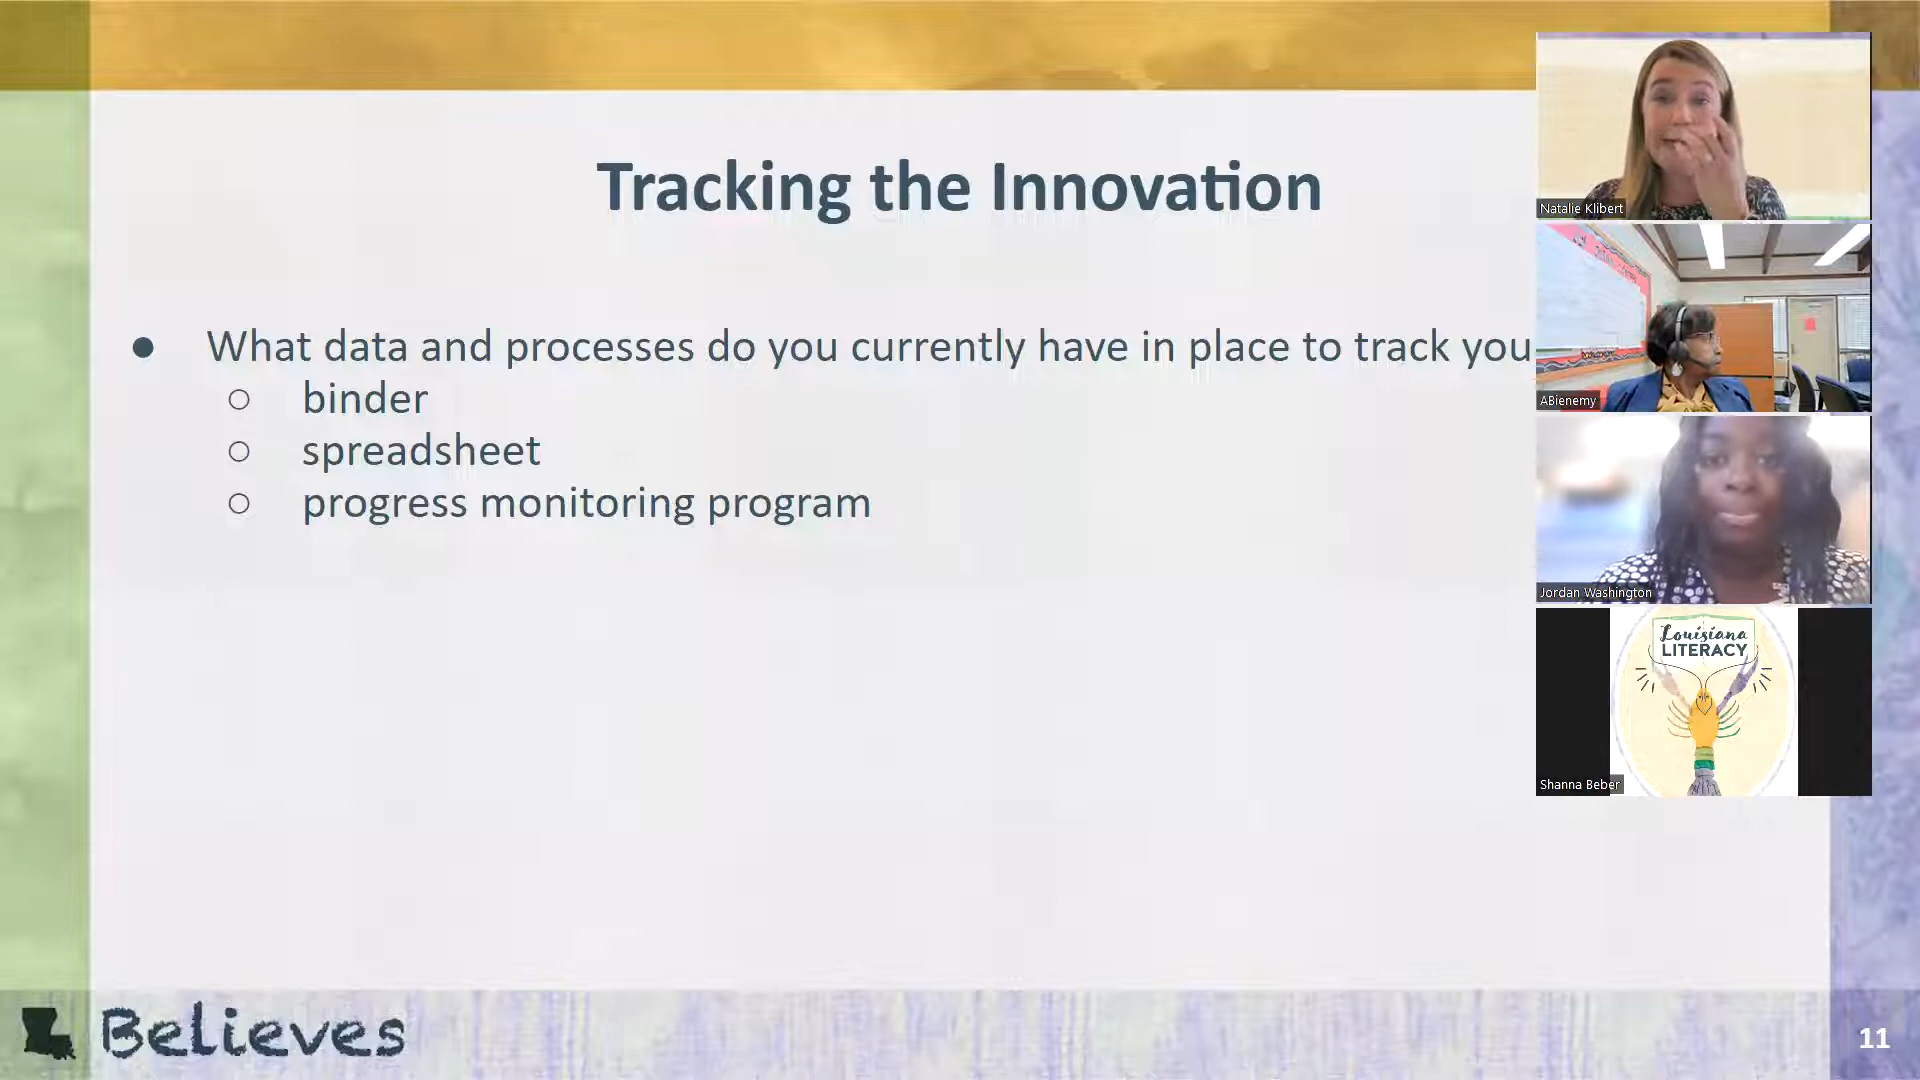 Tracking the Innovation
● What data and processes do you currently have in place to track you
○ binder
○ spreadsheet
○ progress monitoring program
Natalie Klibert
ABienemy
Jordan Washington
Louisiana
LITERACY
Shanna Beber
Believes
11